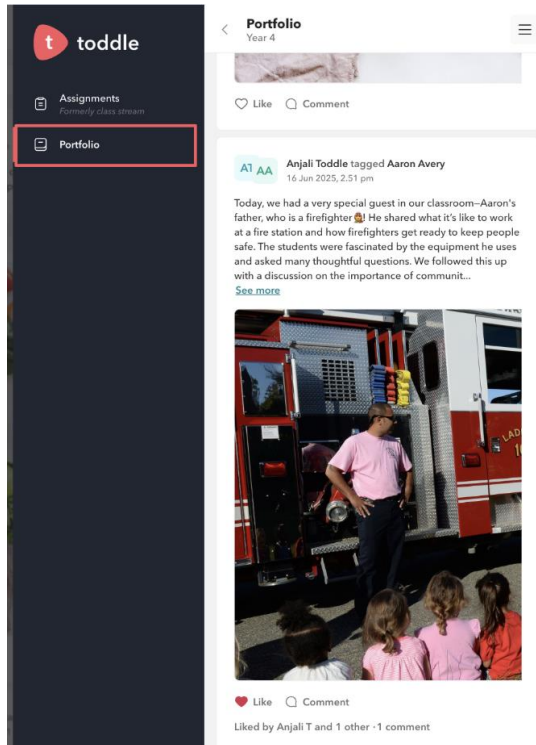 toddle
Assignments
Formerly class stream
Portfolio
Portfolio
Year 4
Like Comment
AT AA
Anjali Toddle tagged Aaron Avery
16 Jun 2025, 2.51 pm
Today, we had a very special guest in our classroom—Aaron's
father, who is a firefighter👩🏽‍🚒! He shared what it's like to work
at a fire station and how firefighters get ready to keep people
safe. The students were fascinated by the equipment he uses
and asked many thoughtful questions. We followed this up
with a discussion on the importance of communit...
See more
LAD
10
Like Comment
Liked by Anjali T and 1 other · 1 comment